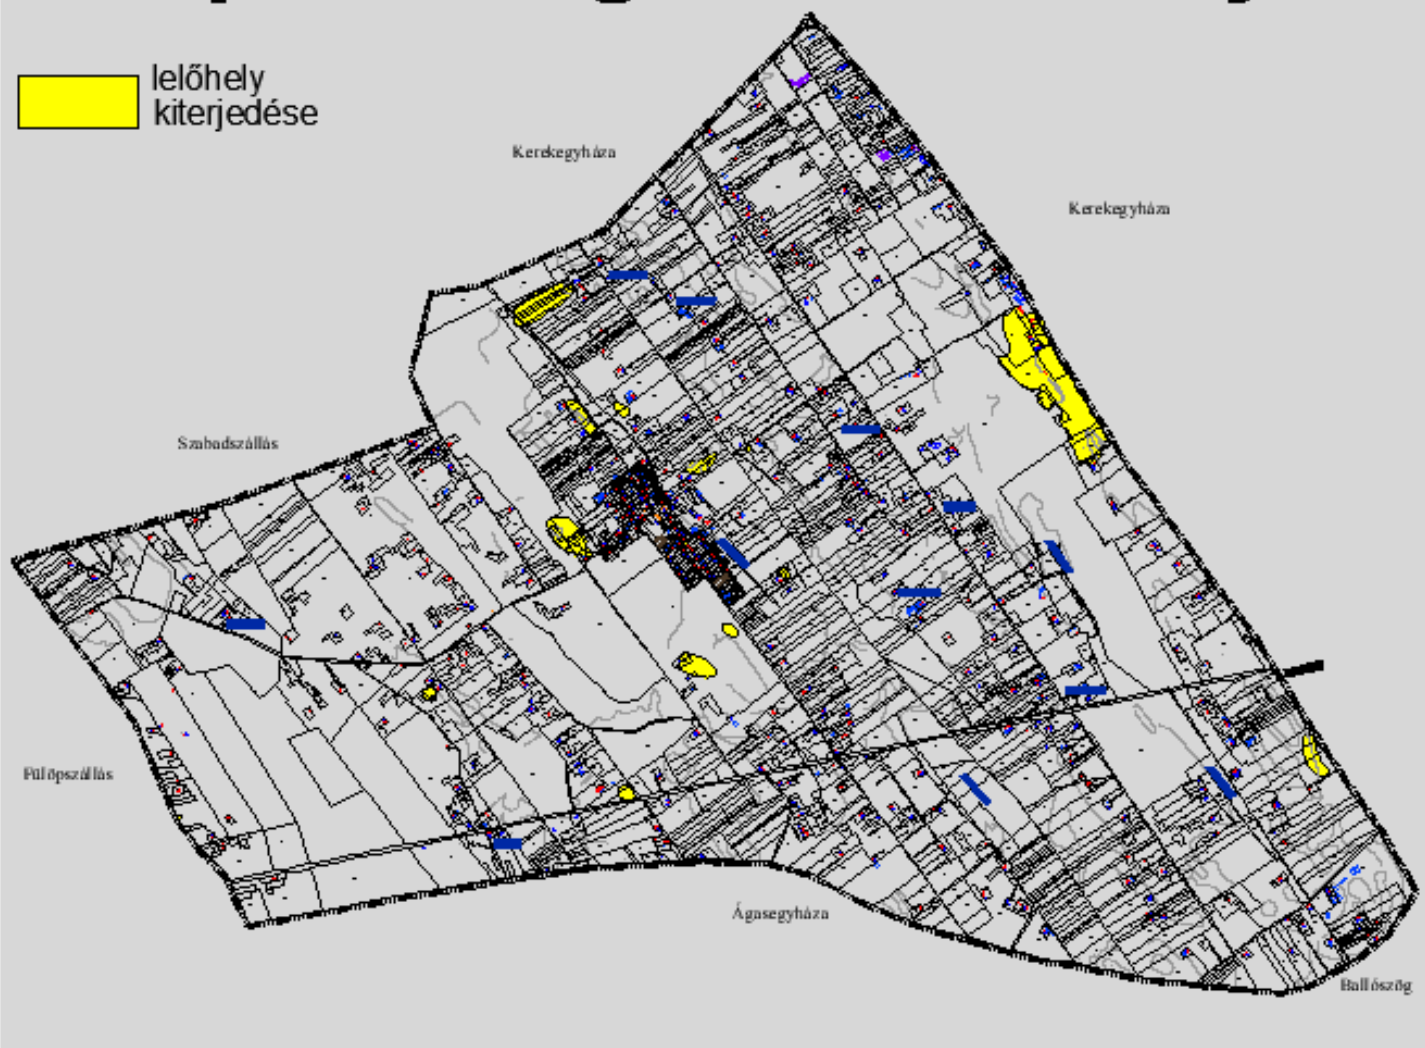 lelőhely
kiterjedése
Kerekegyháza
Kerekegyháza
Szabadszállás
Fülöpszállás
Ágasegyháza
Ballószög